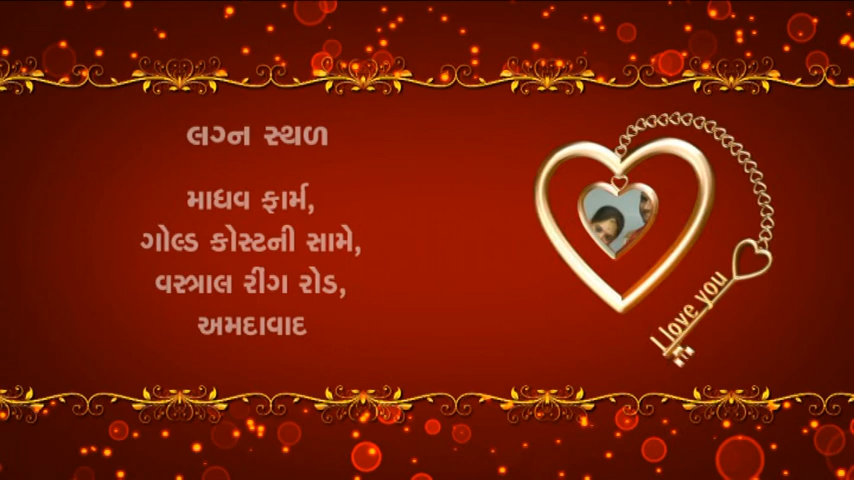 લગ્ન સ્થળ
માધવ ફાર્મ,
ગોલ્ડ કોસ્ટની સામે,
વસ્ત્રાલ રીંગ રોડ,
અમદાવાદ
I love you